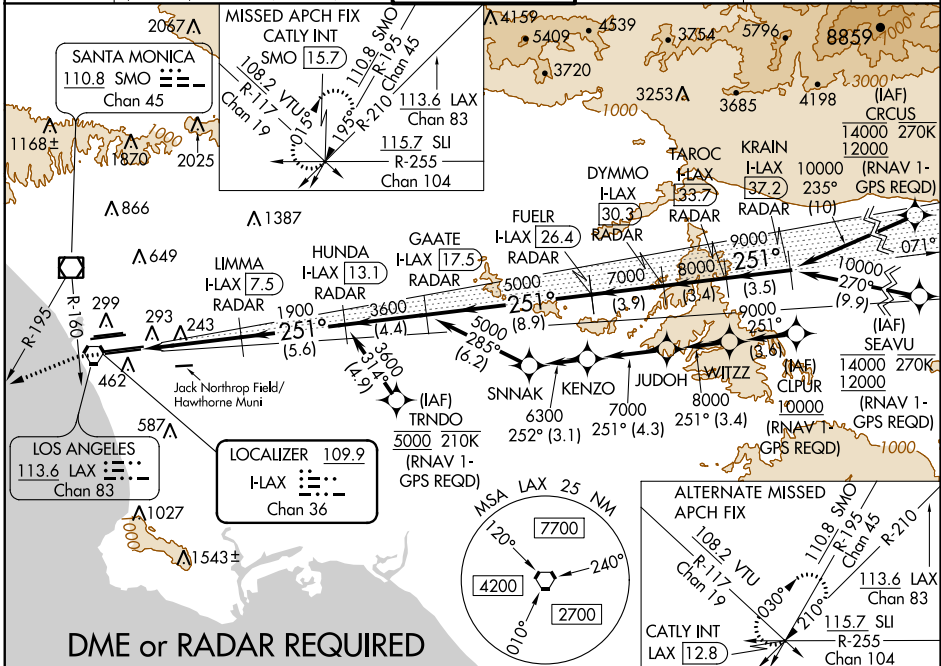 MISSED APCH FIX
CATLY INT
SMO 15.7
110.8 SMO
R-195
Chan 45
108.2 VTU
R-117
Chan 19
R-210
015°
195°
113.6 LAX
Chan 83
115.7 SLI
R-255
Chan 104
2067
SANTA MONICA
110.8 SMO
Chan 45
4159
5409
4539
3754
5796
8859
3720
3253
3685
4198
3000
1000
1000
1168±
1870
2025
866
1387
649
(IAF)
CRCUS
14000 270K
12000
(RNAV 1-
GPS REQD)
KRAIN
I-LAX
37.2
RADAR
10000
235°
(10)
TAROC
I-LAX
33.7
RADAR
DYMMO
I-LAX
30.3
RADAR
FUELR
I-LAX 26.4
RADAR
GAATE
I-LAX 17.5
RADAR
HUNDA
I-LAX 13.1
RADAR
LIMMA
I-LAX 7.5
RADAR
071°
10000
270°
(9.9)
9000
251°
(3.5)
8000
(3.4)
7000
(3.9)
5000
251°
(8.9)
3600
(4.4)
1900
251°
(5.6)
R-195
R-160
299
293
243
462
Jack Northrop Field/
Hawthorne Muni
3600
314°
(4.9)
5000
285°
(6.2)
9000
251°
(3.6)
(IAF)
SEAVU
14000 270K
12000
(RNAV 1-
GPS REQD)
(IAF)
CLPUR
10000
(RNAV 1-
GPS REQD)
WITZZ
JUDOH
KENZO
SNNAK
8000
251° (3.4)
7000
251° (4.3)
6300
252° (3.1)
(IAF)
TRNDO
5000 210K
(RNAV 1-
GPS REQD)
587
LOS ANGELES
113.6 LAX
Chan 83
LOCALIZER 109.9
I-LAX
Chan 36
1000
1027
1000
1543±
MSA LAX 25 NM
120°
7700
240°
4200
2700
010°
ALTERNATE MISSED
APCH FIX
110.8 SMO
R-195
Chan 45
108.2 VTU
R-117
Chan 19
R-210
030°
210°
113.6 LAX
Chan 83
115.7 SLI
R-255
Chan 104
CATLY INT
LAX 12.8
DME or RADAR REQUIRED